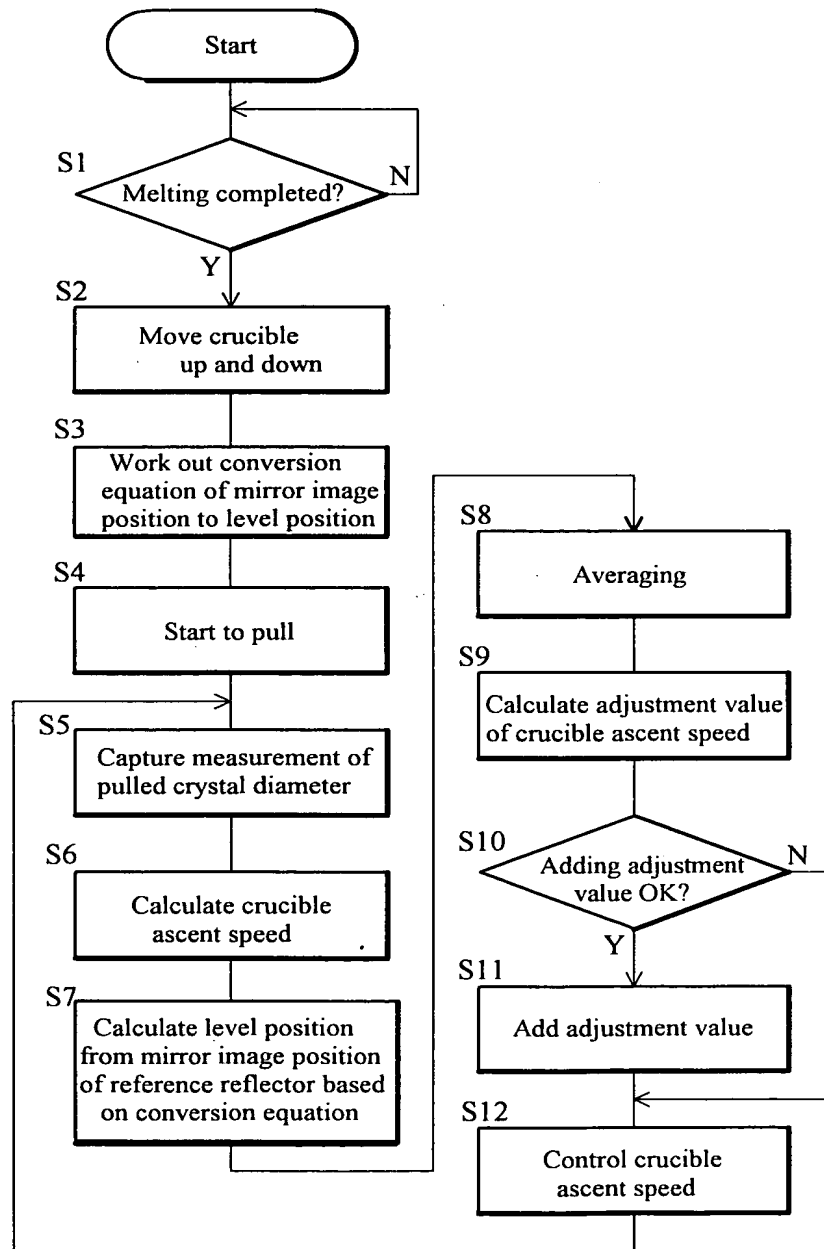 Start
S1
Melting completed?
N
Y
S2
Move crucible
up and down
S3
Work out conversion
equation of mirror image
position to level position
S4
Start to pull
S5
Capture measurement of
pulled crystal diameter
S6
Calculate crucible
ascent speed
S7
Calculate level position
from mirror image position
of reference reflector based
on conversion equation
S8
Averaging
S9
Calculate adjustment value
of crucible ascent speed
S10
Adding adjustment
value OK?
N
Y
S11
Add adjustment value
S12
Control crucible
ascent speed